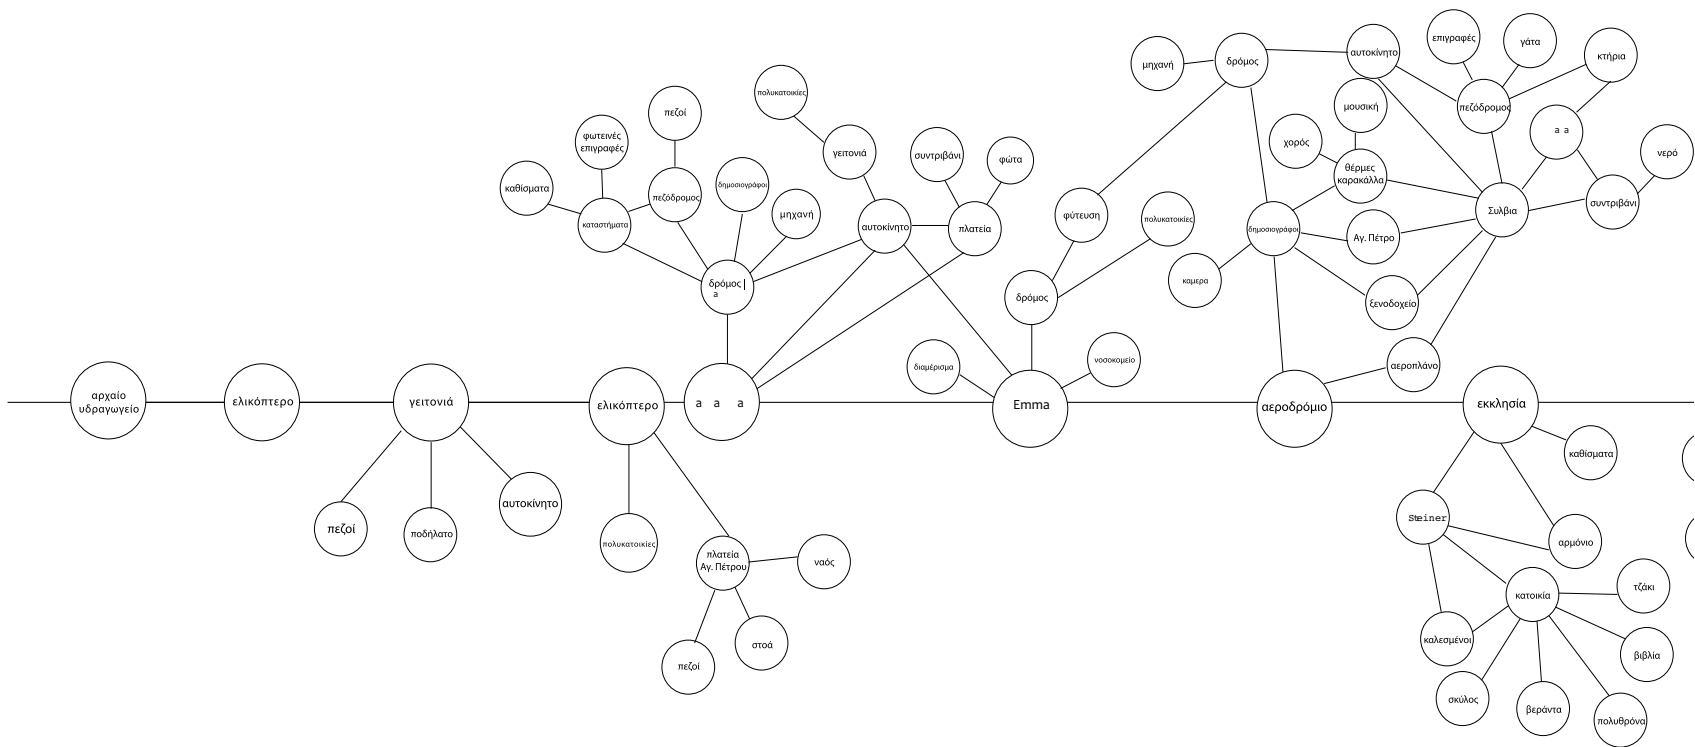 επιγραφές
γάτα
κτήρια
αυτοκίνητο
δρόμος
μηχανή
πολυκατοικίες
πεζοί
μουσική
πεζόδρομος
a a
φωτεινές
επιγραφές
χορός
γειτονιά
συντριβάνι
φώτα
νερό
θέρμες
καρακάλλα
καθίσματα
δημοσιογράφοι
πεζόδρομος
μηχανή
φύτευση
πολυκατοικίες
Συλβια
συντριβάνι
καταστήματα
αυτοκίνητο
πλατεία
δημοσιογράφοι
Αγ. Πέτρο
δρόμος |
a
δρόμος
καμερα
ξενοδοχείο
διαμέρισμα
νοσοκομείο
αεροπλάνο
αρχαίο
υδραγωγείο
ελικόπτερο
γειτονιά
ελικόπτερο
a a a
Emma
αεροδρόμιο
εκκλησία
καθίσματα
πεζοί
ποδήλατο
αυτοκίνητο
πολυκατοικίες
πλατεία
Αγ. Πέτρου
ναός
πεζοί
στοά
Steiner
αρμόνιο
κατοικία
τζάκι
καλεσμένοι
βιβλία
σκύλος
βεράντα
πολυθρόνα